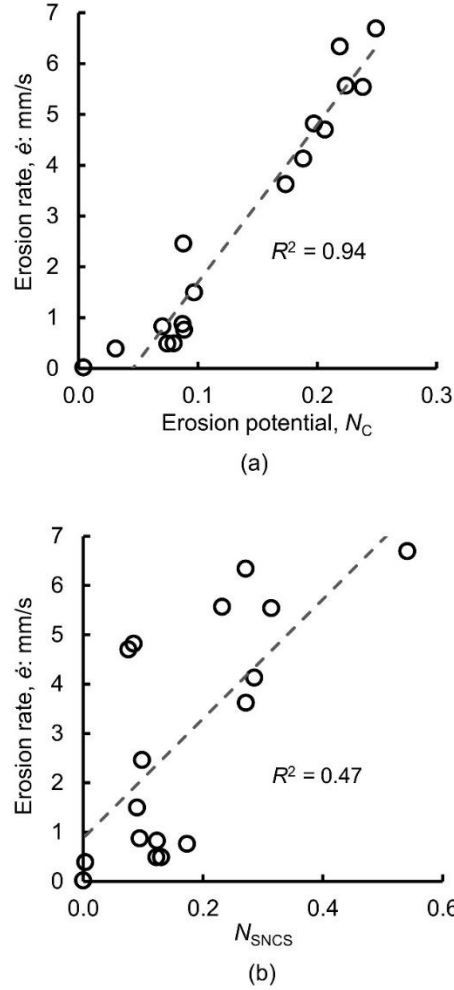 7
6
5
4
3
2
1
0
Erosion rate, ė: mm/s
R² = 0.94
0.0 0.1 0.2 0.3
Erosion potential, N_C
(a)
7
6
5
4
3
2
1
0
Erosion rate, ė: mm/s
R² = 0.47
0.0 0.2 0.4 0.6
N_SNCS
(b)